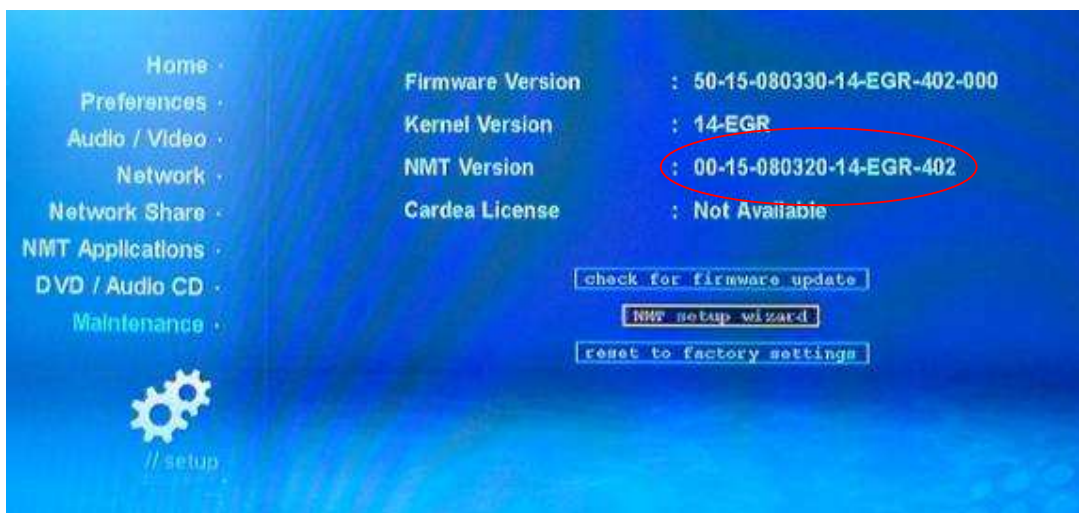 Home
Preferences
Audio / Video
Network
Network Share
NMT Applications
DVD / Audio CD
Maintenance
// setup
Firmware Version : 50-15-080330-14-EGR-402-000
Kernel Version : 14-EGR
NMT Version : 00-15-080320-14-EGR-402
Cardea License : Not Available
check for firmware update
NMT setup wizard
reset to factory settings